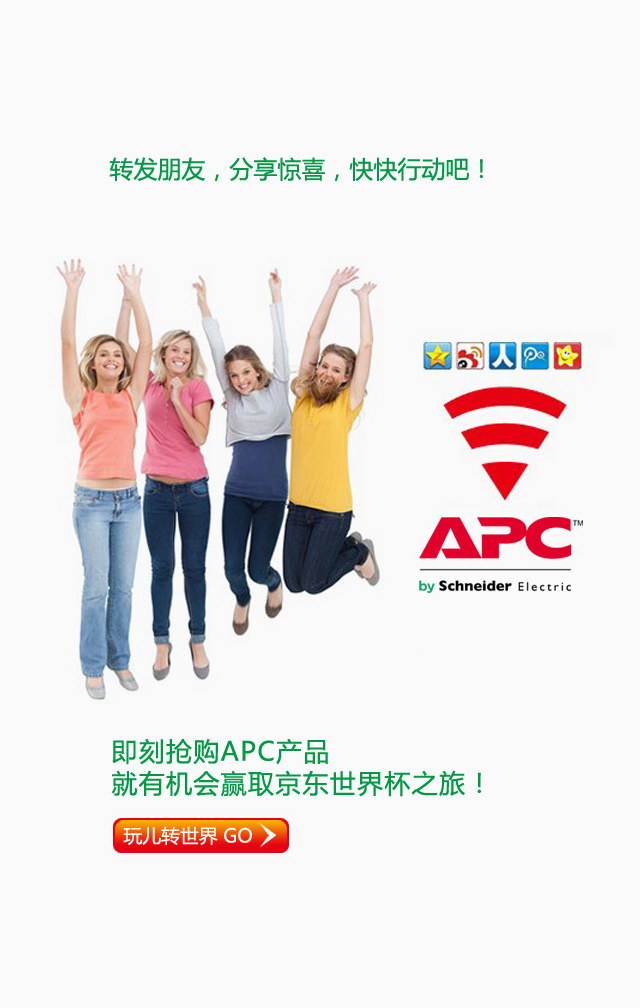 转发朋友，分享惊喜，快快行动吧！
APC™
by Schneider Electric
即刻抢购APC产品
就有机会赢取京东世界杯之旅！
玩儿转世界 GO